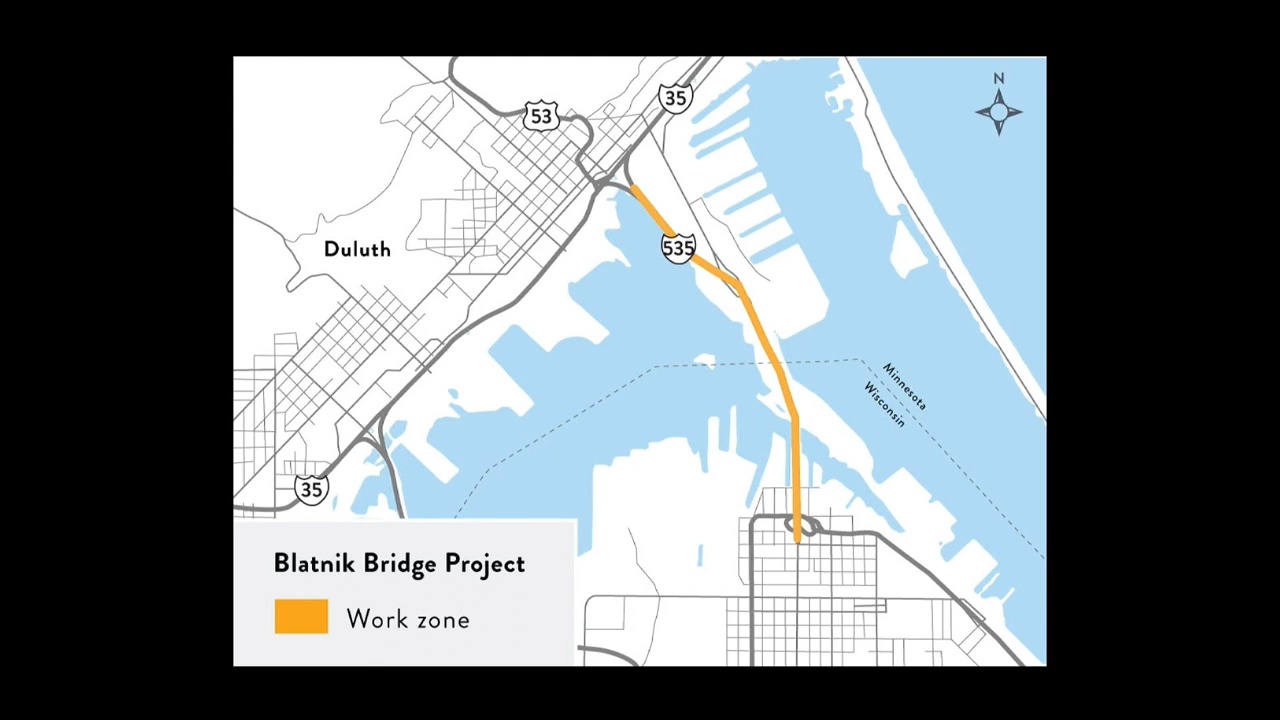 N
35
53
Duluth
535
Minnesota
Wisconsin
35
Blatnik Bridge Project
Work zone